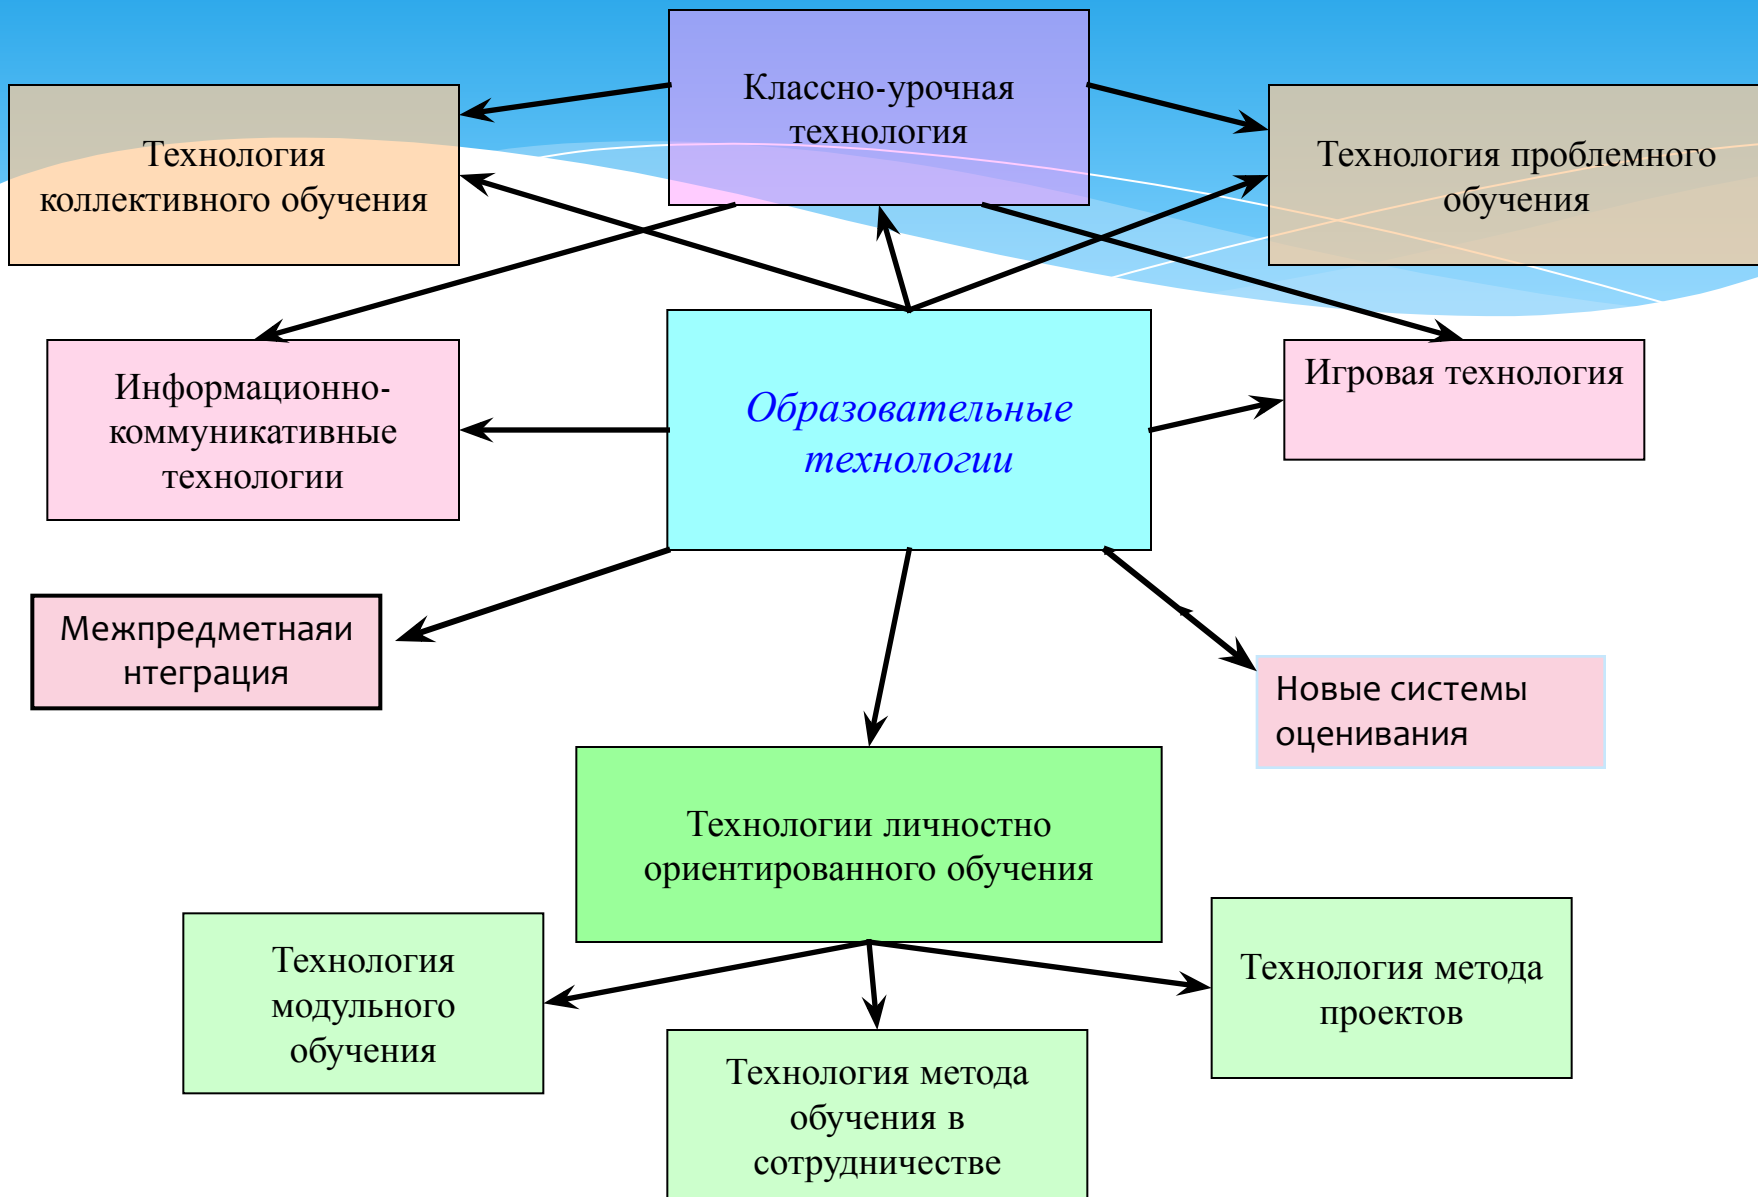 Классно-урочная
технология
Технология
коллективного обучения
Технология проблемного
обучения
Информационно-
коммуникативные
технологии
Образовательные
технологии
Игровая технология
Межпредметнаяи
нтеграция
Новые системы
оценивания
Технологии личностно
ориентированного обучения
Технология
модульного
обучения
Технология метода
обучения в
сотрудничестве
Технология метода
проектов